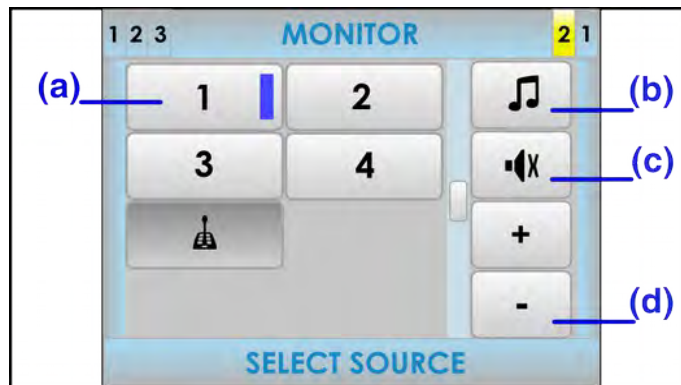 1 2 3 MONITOR 2 1
(a) 1 2 (b)
3 4 X (c)
+
- (d)
SELECT SOURCE